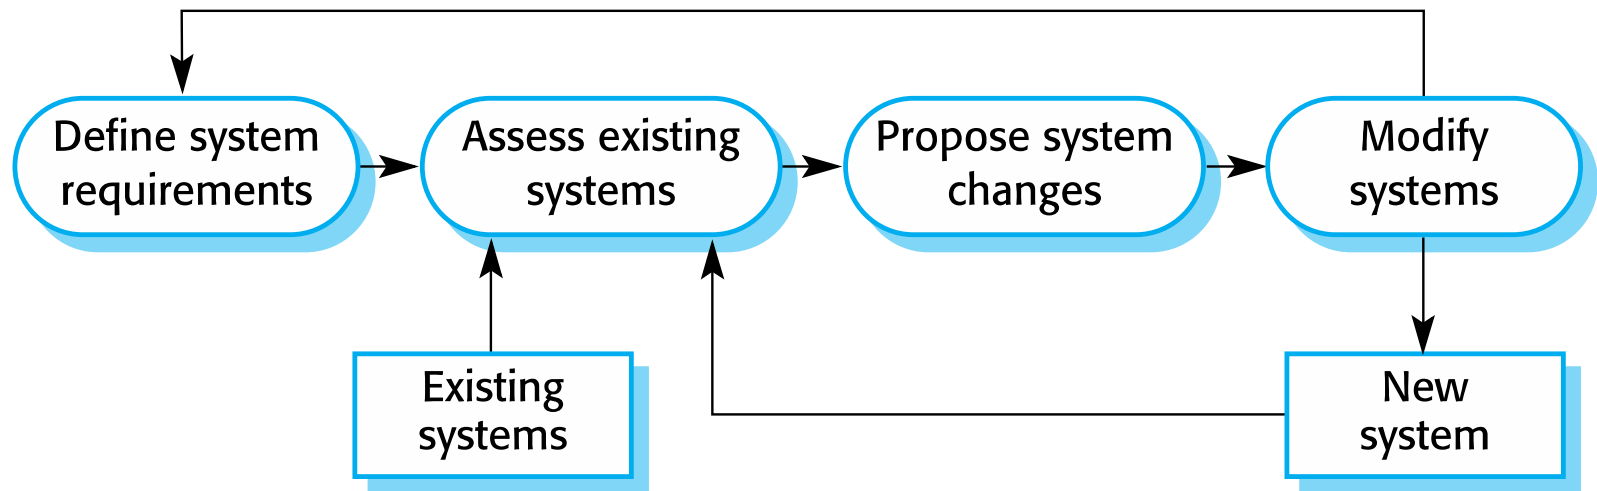 Define system
requirements
Assess existing
systems
Propose system
changes
Modify
systems
Existing
systems
New
system